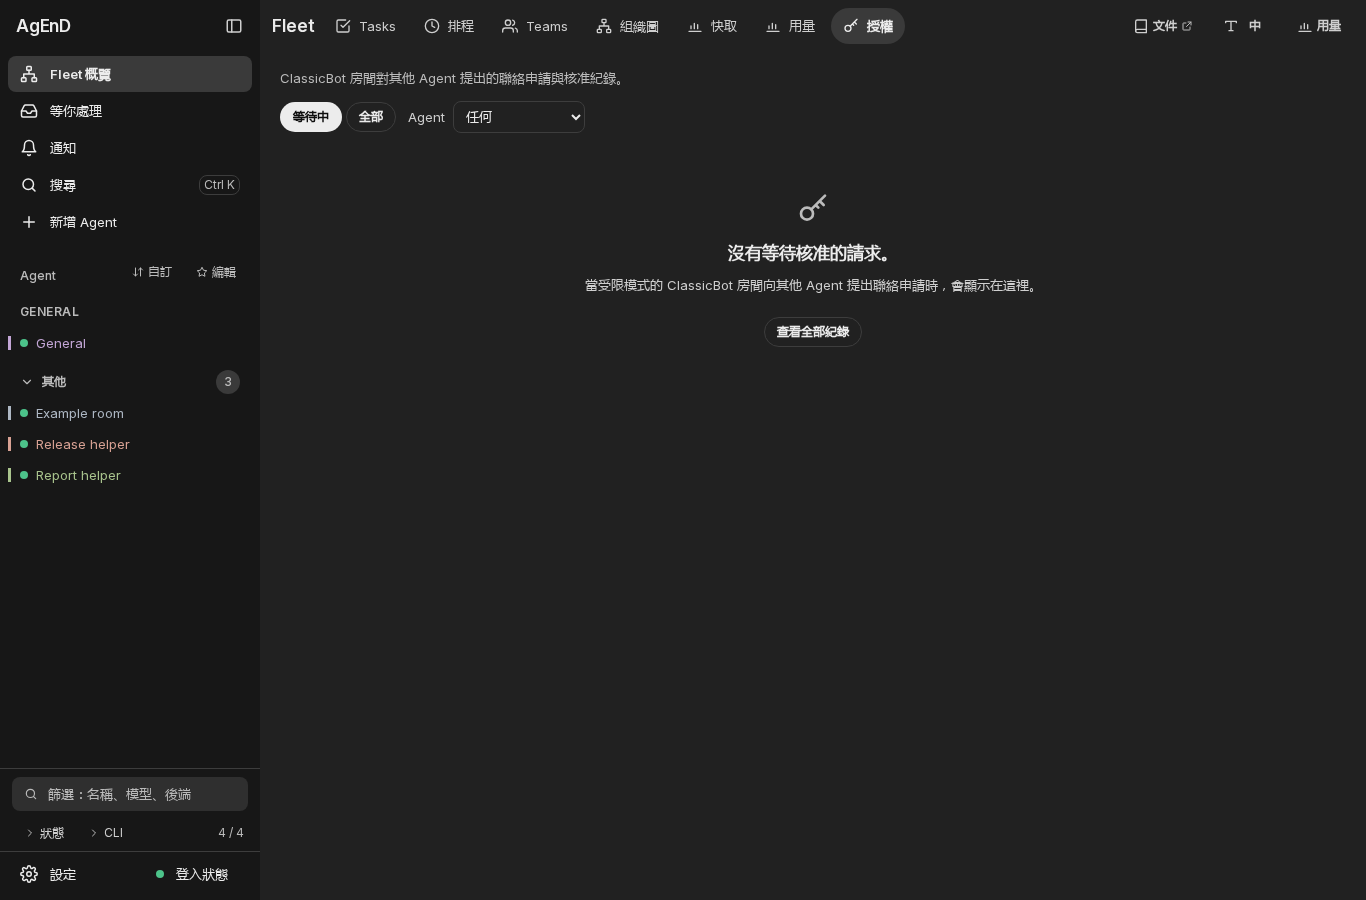 AgEnD
Fleet 概覽
等你處理
通知
搜尋 Ctrl K
新增 Agent
Agent 自訂 編輯
GENERAL
General
其他 3
Example room
Release helper
Report helper
篩選：名稱、模型、後端
狀態 CLI 4 / 4
設定 登入狀態
Fleet Tasks 排程 Teams 組織圖 快取 用量 授權 文件 中 用量
ClassicBot 房間對其他 Agent 提出的聯絡申請與核准紀錄。
等待中 全部 Agent 任何
沒有等待核准的請求。
當受限模式的 ClassicBot 房間向其他 Agent 提出聯絡申請時，會顯示在這裡。
查看全部紀錄